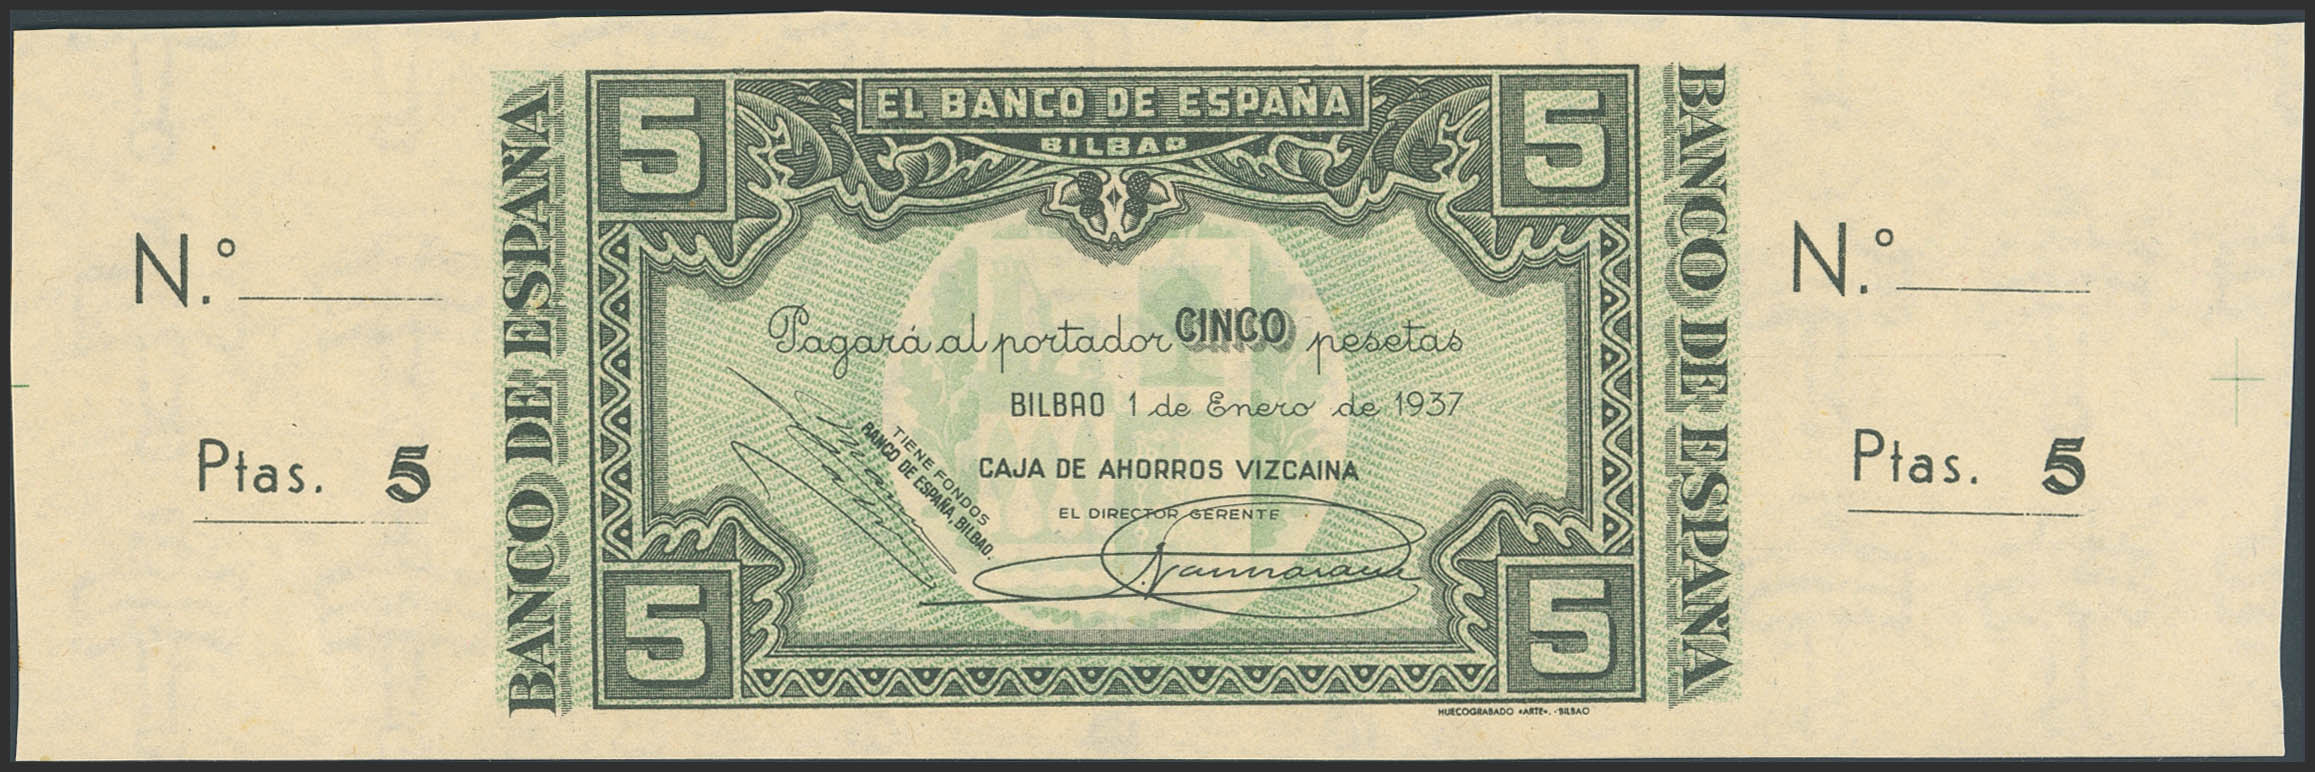 EL BANCO DE ESPAÑA
BILBAO
5
5
BANCO DE ESPAÑA
BANCO DE ESPAÑA
N.º
N.º
Pagará al portador CINCO pesetas
BILBAO 1 de Enero de 1937
TIENE FONDOS
BANCO DE ESPAÑA, BILBAO.
CAJA DE AHORROS VIZCAINA
Ptas. 5
Ptas. 5
EL DIRECTOR GERENTE
5
5
HUECOGRABADO «ARTE». - BILBAO